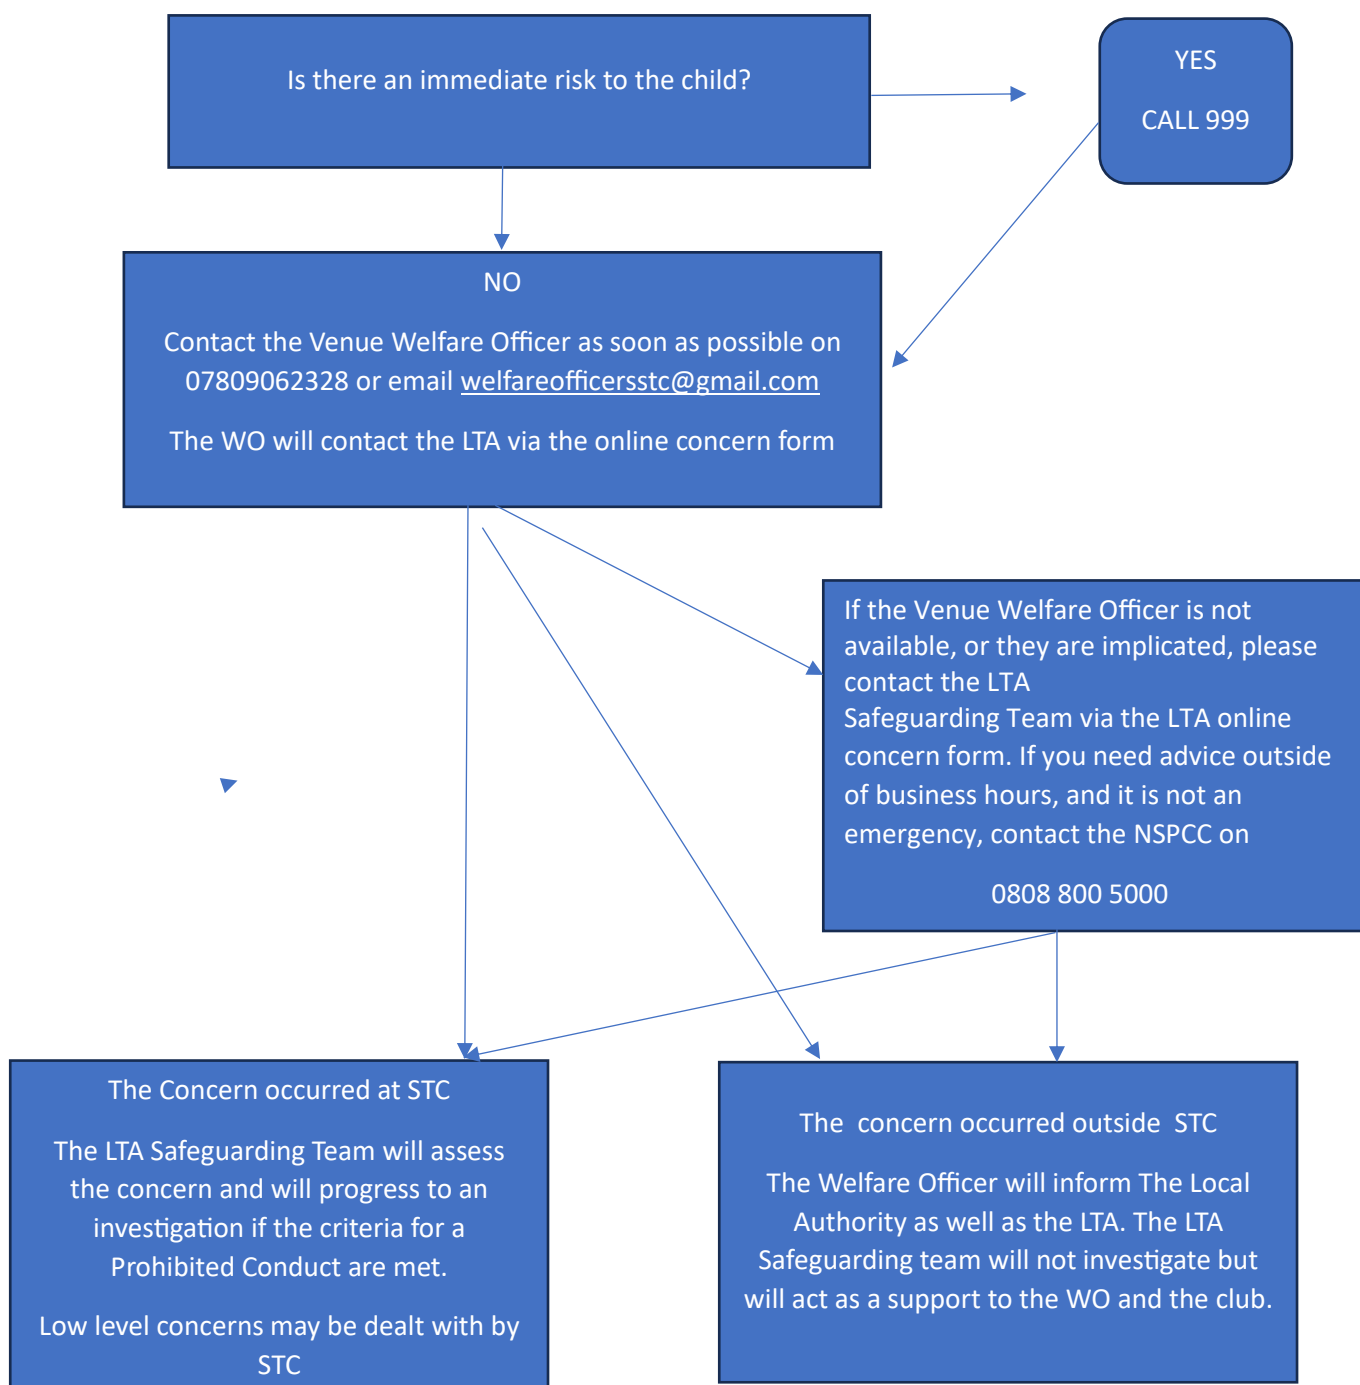 Is there an immediate risk to the child?
YES
CALL 999
NO
Contact the Venue Welfare Officer as soon as possible on
07809062328 or email welfareofficersstc@gmail.com
The WO will contact the LTA via the online concern form
If the Venue Welfare Officer is not
available, or they are implicated, please
contact the LTA
Safeguarding Team via the LTA online
concern form. If you need advice outside
of business hours, and it is not an
emergency, contact the NSPCC on
0808 800 5000
The Concern occurred at STC
The LTA Safeguarding Team will assess
the concern and will progress to an
investigation if the criteria for a
Prohibited Conduct are met.
Low level concerns may be dealt with by
STC
The  concern occurred outside  STC
The Welfare Officer will inform The Local
Authority as well as the LTA. The LTA
Safeguarding team will not investigate but
will act as a support to the WO and the club.